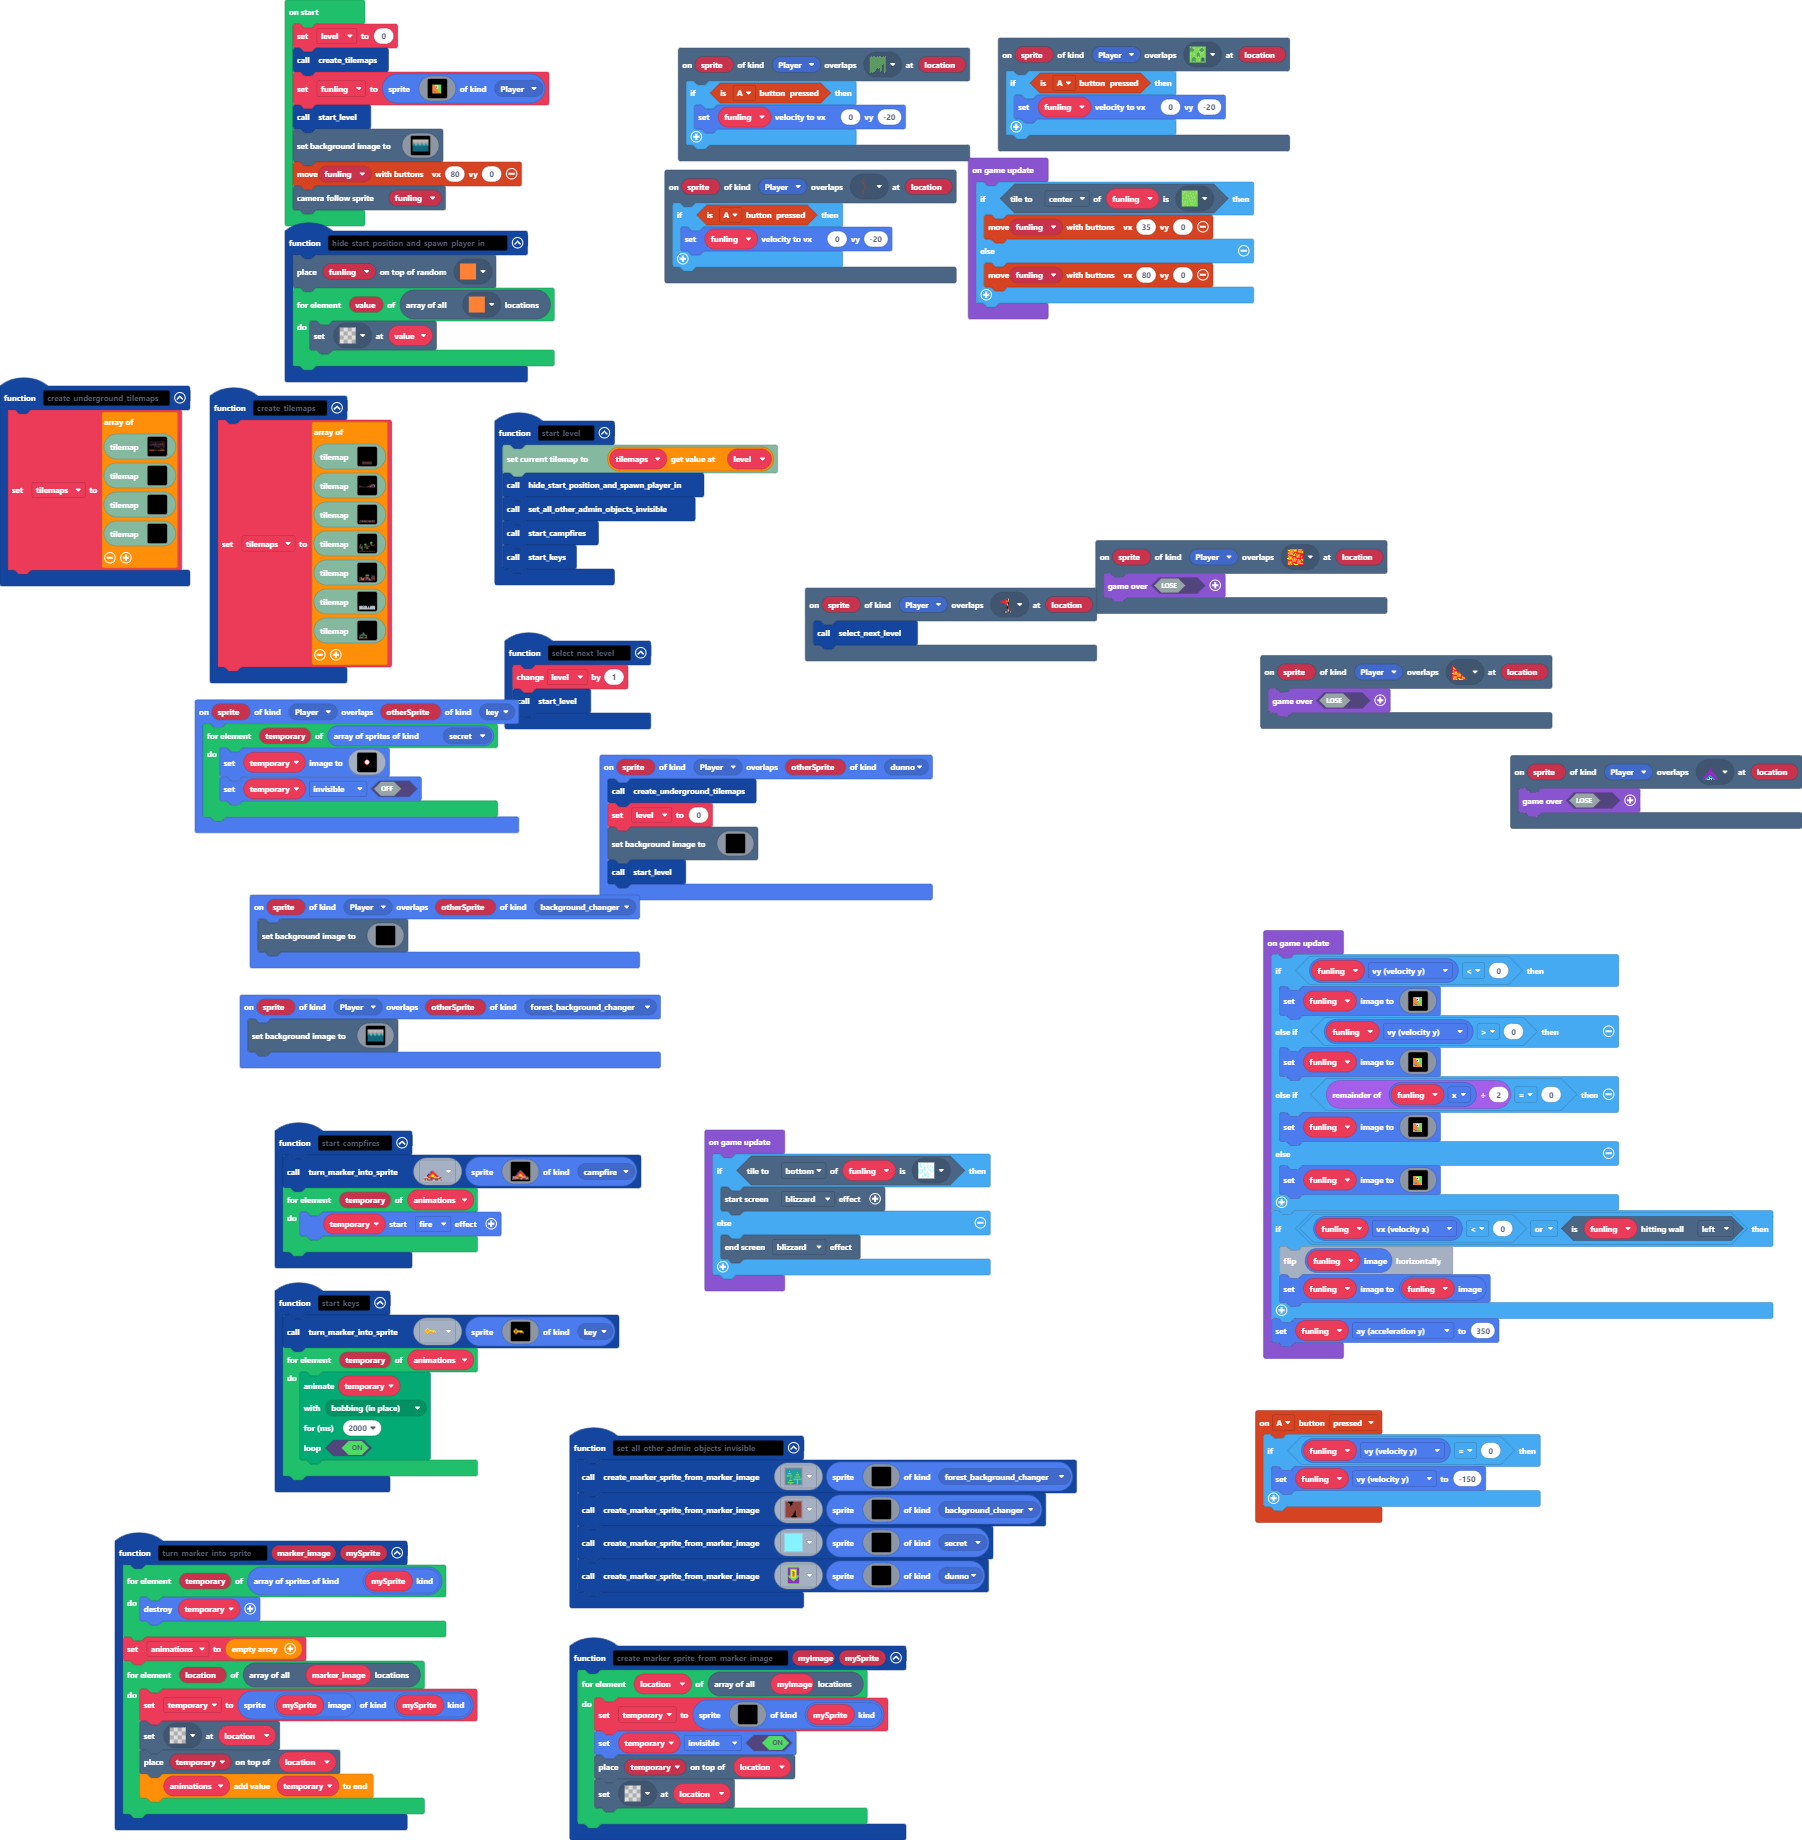 on start
set level to 0
call create_tilemaps
set funling to sprite of kind Player
call start_level
set background image to
move funling with buttons vx 80 vy 0
camera follow sprite funling
function hide start position and spawn player in
place funling on top of random
for element value of array of all locations
do
set at value
on sprite of kind Player overlaps at location
if is A button pressed then
set funling velocity to vx 0 vy -20
on sprite of kind Player overlaps at location
if is A button pressed then
set funling velocity to vx 0 vy -20
on sprite of kind Player overlaps at location
if is A button pressed then
set funling velocity to vx 0 vy -20
on game update
if tile to center of funling is then
move funling with buttons vx 35 vy 0
else
move funling with buttons vx 80 vy 0
function create underground tilemaps
array of
tilemap
tilemap
set tilemaps to
tilemap
tilemap
function create tilemaps
array of
tilemap
tilemap
tilemap
set tilemaps to
tilemap
tilemap
tilemap
tilemap
function start level
set current tilemap to tilemaps get value at level
call hide_start_position_and_spawn_player_in
call set_all_other_admin_objects_invisible
call start_campfires
call start_keys
function select next level
change level by 1
call start_level
on sprite of kind Player overlaps at location
game over LOSE
on sprite of kind Player overlaps at location
call select_next_level
on sprite of kind Player overlaps at location
game over LOSE
on sprite of kind Player overlaps at location
game over LOSE
on sprite of kind Player overlaps otherSprite of kind key
for element temporary of array of sprites of kind secret
do
set temporary image to
set temporary invisible OFF
on sprite of kind Player overlaps otherSprite of kind dunno
call create_underground_tilemaps
set level to 0
set background image to
call start_level
on sprite of kind Player overlaps otherSprite of kind background_changer
set background image to
on sprite of kind Player overlaps otherSprite of kind forest_background_changer
set background image to
on game update
if funling vy (velocity y) < 0 then
set funling image to
else if funling vy (velocity y) > 0 then
set funling image to
else if remainder of funling x ÷ 2 = 0 then
set funling image to
else
set funling image to
if funling vx (velocity x) < 0 or is funling hitting wall left then
flip funling image horizontally
set funling image to funling image
set funling ay (acceleration y) to 350
function start campfires
call turn_marker_into_sprite sprite of kind campfire
for element temporary of animations
do
temporary start fire effect
on game update
if tile to bottom of funling is then
start screen blizzard effect
else
end screen blizzard effect
function start keys
call turn_marker_into_sprite sprite of kind key
for element temporary of animations
do
animate temporary
with bobbing (in place)
for (ms) 2000
loop ON
on A button pressed
if funling vy (velocity y) = 0 then
set funling vy (velocity y) to -150
function set all other admin objects invisible
call create_marker_sprite_from_marker_image sprite of kind forest_background_changer
call create_marker_sprite_from_marker_image sprite of kind background_changer
call create_marker_sprite_from_marker_image sprite of kind secret
call create_marker_sprite_from_marker_image sprite of kind dunno
function turn marker into sprite marker_image mySprite
for element temporary of array of sprites of kind mySprite kind
do
destroy temporary
set animations to empty array
for element location of array of all marker_image locations
do
set temporary to sprite mySprite image of kind mySprite kind
set at location
place temporary on top of location
animations add value temporary to end
function create marker sprite from marker image myImage mySprite
for element location of array of all myImage locations
do
set temporary to sprite of kind mySprite kind
set temporary invisible ON
place temporary on top of location
set at location